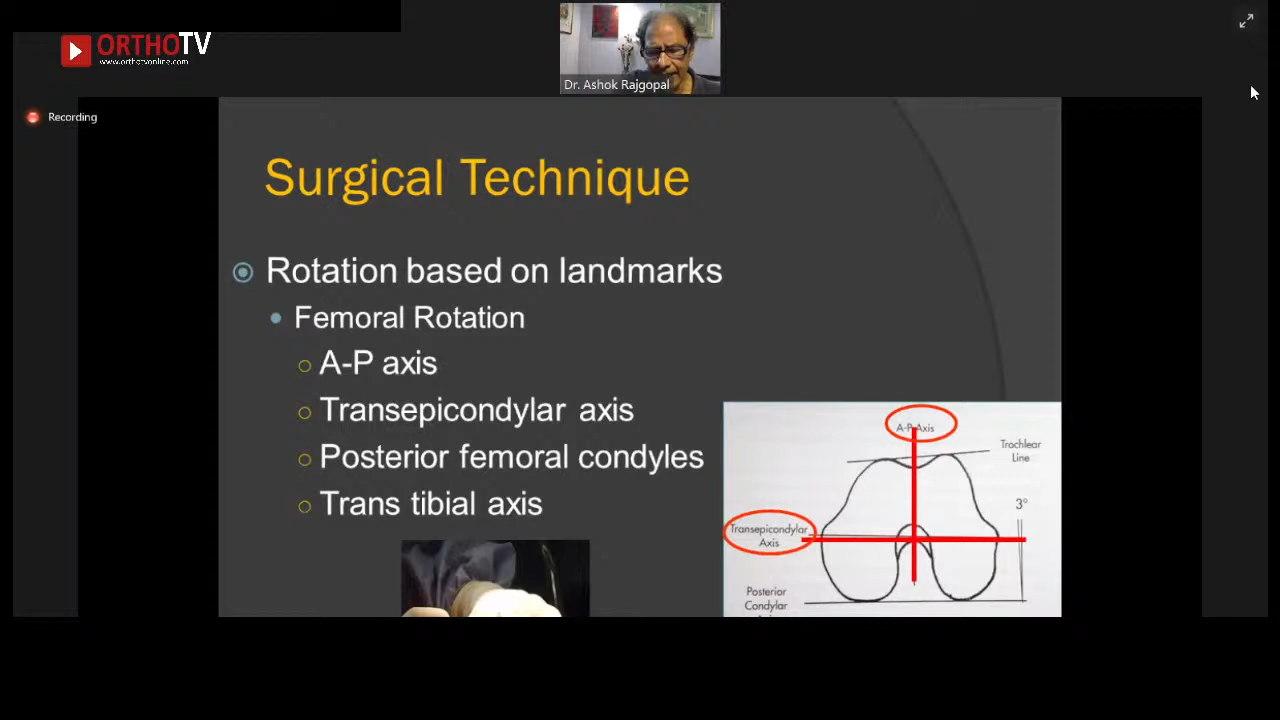 ORTHOTV
www.orthotvonline.com
Dr. Ashok Rajgopal
Recording
Surgical Technique
Rotation based on landmarks
Femoral Rotation
A-P axis
Transepicondylar axis
Posterior femoral condyles
Trans tibial axis
A-P Axis
Trochlear
Line
3°
Transepicondylar
Axis
Posterior
Condylar